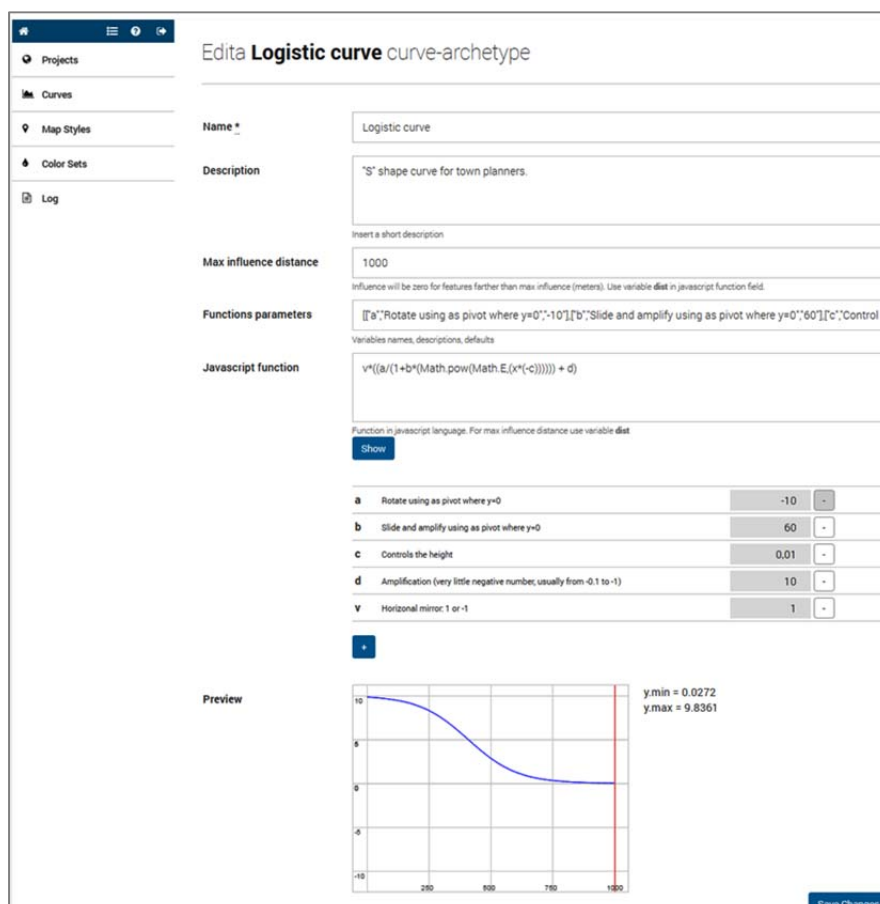 Projects
Curves
Map Styles
Color Sets
Log
Edita Logistic curve curve-archetype
Name *
Logistic curve
Description
"S" shape curve for town planners.
Insert a short description
Max influence distance
1000
Influence will be zero for features farther than max influence (meters). Use variable dist in javascript function field.
Functions parameters
[["a","Rotate using as pivot where y=0","-10"],["b","Slide and amplify using as pivot where y=0","60"],["c","Control
Variables names, descriptions, defaults
Javascript function
v*((a/(1+b*(Math.pow(Math.E,(x*(-c)))))) + d)
Function in javascript language. For max influence distance use variable dist
Show
a Rotate using as pivot where y=0 -10 -
b Slide and amplify using as pivot where y=0 60 -
c Controls the height 0,01 -
d Amplification (very little negative number, usually from -0.1 to -1) 10 -
v Horizonal mirror: 1 or -1 1 -
+
Preview
y.min = 0.0272
y.max = 9.8361
10
5
0
-5
-10
250 500 750 1000
Save Changes